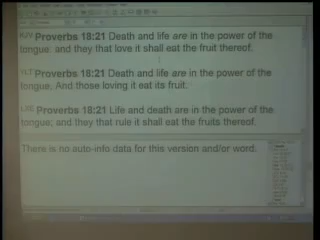 KJV Proverbs 18:21 Death and life are in the power of the
tongue: and they that love it shall eat the fruit thereof.
YLT Proverbs 18:21 Death and life are in the power of the
tongue, And those loving it eat its fruit.
LXE Proverbs 18:21 Life and death are in the power of the
tongue; and they that rule it shall eat the fruits thereof.
There is no auto-info data for this version and/or word.